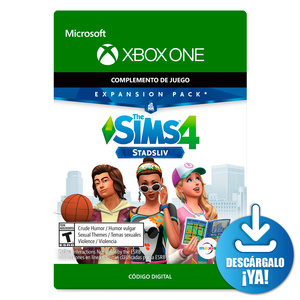 Microsoft
XBOX ONE
COMPLEMENTO DE JUEGO
EXPANSION PACK*
The
SIMS 4
STADSLIV
T
Crude Humor / Humor vulgar
Sexual Themes / Temas sexuales
Violence / Violencia
CÓDIGO DIGITAL
DESCÁRGALO
¡YA!